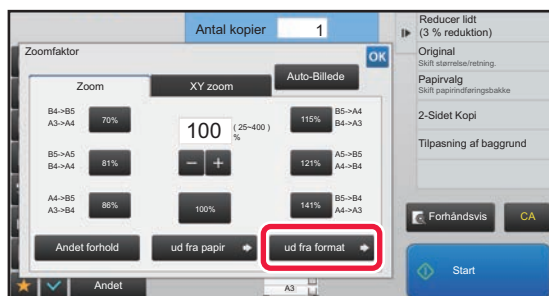 Antal kopier 1
Zoomfaktor
OK
Zoom
XY zoom
Auto-Billede
B4->B5
A3->A4
70%
B5->A5
B4->A4
81%
A4->B5
A3->B4
86%
100 (25~400)
%
100%
115%
B5->A4
B4->A3
121%
A5->B5
A4->B4
141%
B5->B4
A4->A3
Andet forhold
ud fra papir
ud fra format
Andet
A3
Reducer lidt
(3 % reduktion)
Original
Skift størrelse/retning.
Papirvalg
Skift papirindføringsbakke
2-Sidet Kopi
Tilpasning af baggrund
Forhåndsvis
CA
Start